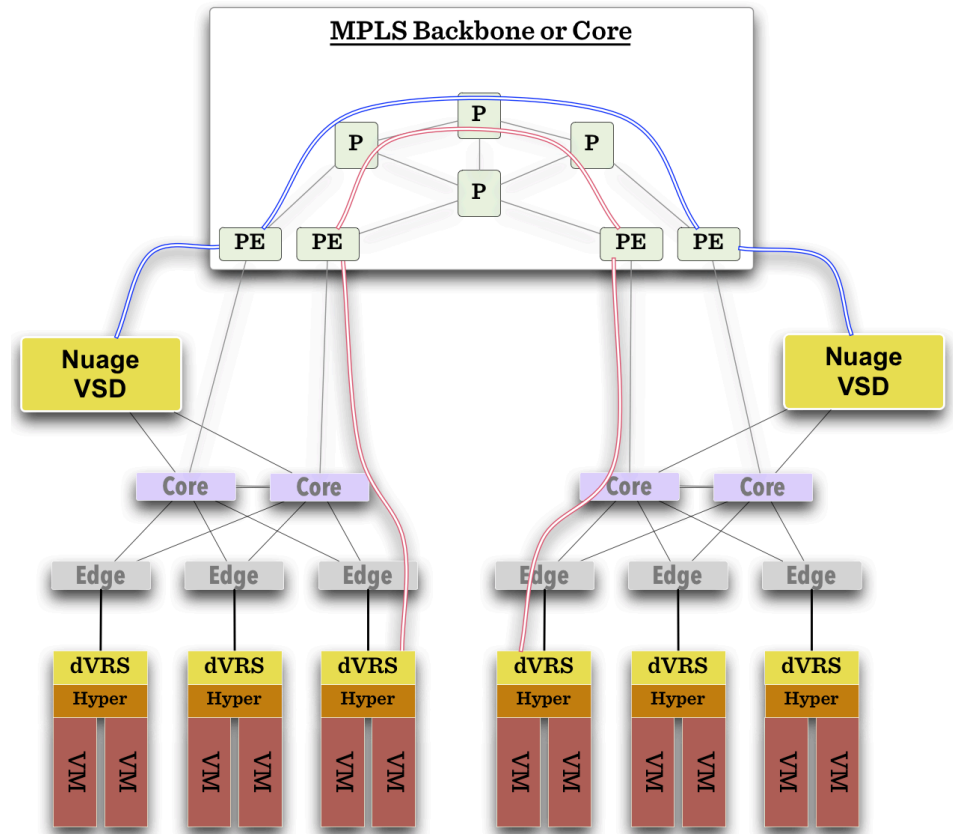 MPLS Backbone or Core
P
P
P
P
PE
PE
PE
PE
Nuage
VSD
Nuage
VSD
Core
Core
Core
Core
Edge
Edge
Edge
Edge
Edge
Edge
dVRS
dVRS
dVRS
dVRS
dVRS
dVRS
Hyper
Hyper
Hyper
Hyper
Hyper
Hyper
VM
VM
VM
VM
VM
VM
VM
VM
VM
VM
VM
VM